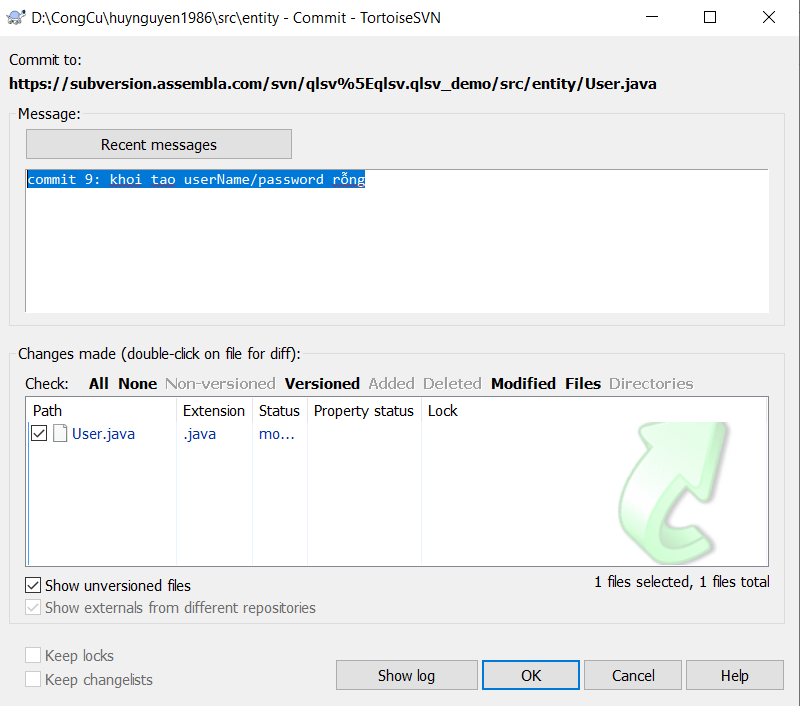 D:\CongCu\huynguyen1986\src\entity - Commit - TortoiseSVN
Commit to:
https://subversion.assembla.com/svn/qlsv%5Eqlsv.qlsv_demo/src/entity/User.java
Message:
Recent messages
commit 9: khoi tao userName/password rỗng
Changes made (double-click on file for diff):
Check: All None Non-versioned Versioned Added Deleted Modified Files Directories
Path Extension Status Property status Lock
User.java .java mo...
Show unversioned files 1 files selected, 1 files total
Show externals from different repositories
Keep locks
Keep changelists
Show log OK Cancel Help